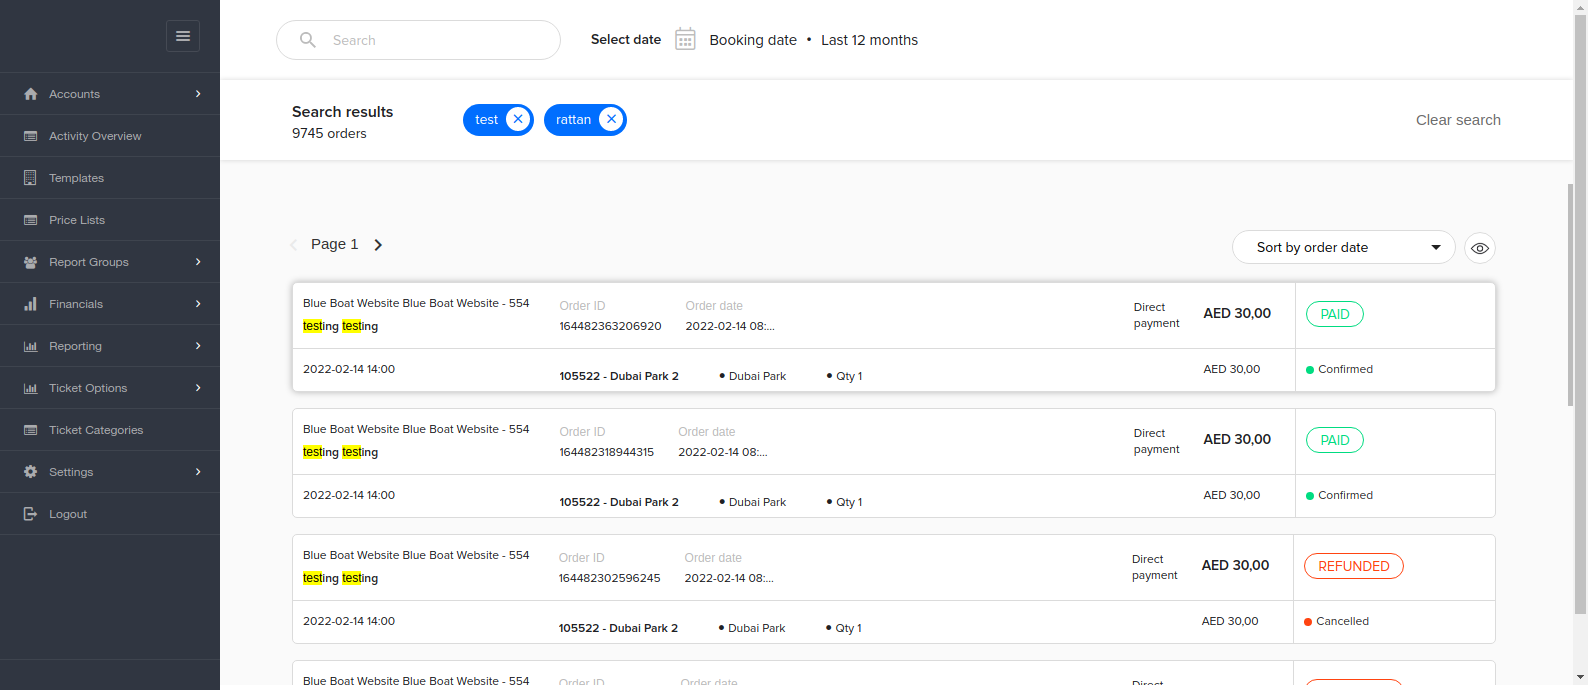 Search
Select date
Booking date • Last 12 months
Accounts
Activity Overview
Templates
Price Lists
Report Groups
Financials
Reporting
Ticket Options
Ticket Categories
Settings
Logout
Search results
9745 orders
test
rattan
Clear search
Page 1
Sort by order date
Blue Boat Website Blue Boat Website - 554
testing testing
Order ID
164482363206920
Order date
2022-02-14 08:...
Direct
payment
AED 30,00
PAID
2022-02-14 14:00
105522 - Dubai Park 2
• Dubai Park
• Qty 1
AED 30,00
Confirmed
Blue Boat Website Blue Boat Website - 554
testing testing
Order ID
164482318944315
Order date
2022-02-14 08:...
Direct
payment
AED 30,00
PAID
2022-02-14 14:00
105522 - Dubai Park 2
• Dubai Park
• Qty 1
AED 30,00
Confirmed
Blue Boat Website Blue Boat Website - 554
testing testing
Order ID
164482302596245
Order date
2022-02-14 08:...
Direct
payment
AED 30,00
REFUNDED
2022-02-14 14:00
105522 - Dubai Park 2
• Dubai Park
• Qty 1
AED 30,00
Cancelled
Blue Boat Website Blue Boat Website - 554
Order ID
Order date
Direct